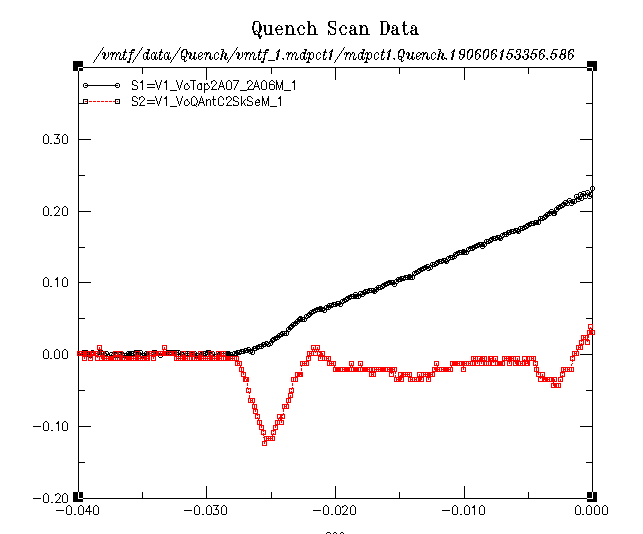 Quench Scan Data
/vmtf/data/Quench/vmtf_1.mdpct1/mdpct1.Quench.190606153356.586
S1=V1_VoTap2A07_2A06M_1
S2=V1_VoQAntC2SkSeM_1
0.30
0.20
0.10
0.00
-0.10
-0.20
-0.040 -0.030 -0.020 -0.010 0.000